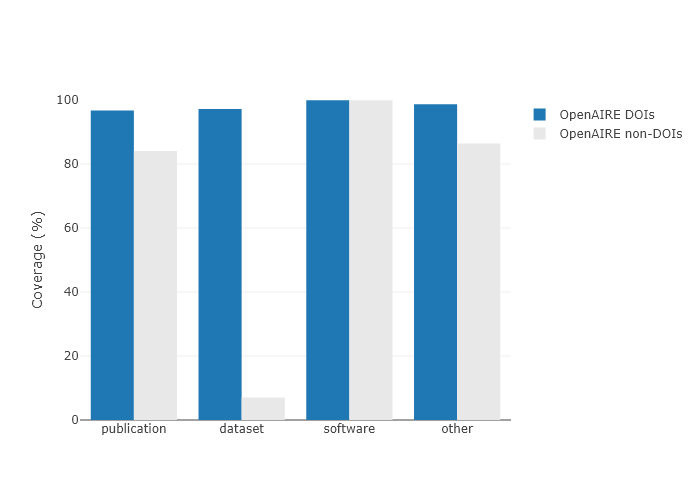 100
80
60
40
20
0
Coverage (%)
publication
dataset
software
other
OpenAIRE DOIs
OpenAIRE non-DOIs